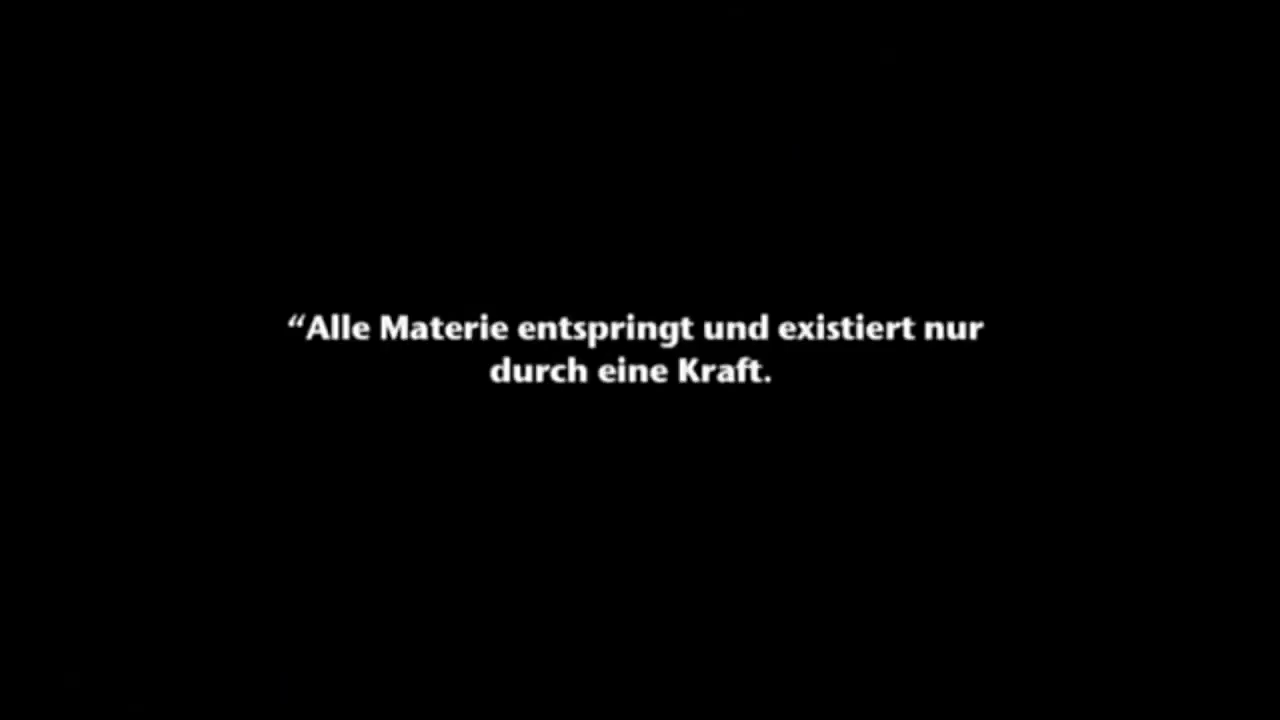 “Alle Materie entspringt und existiert nur
durch eine Kraft.